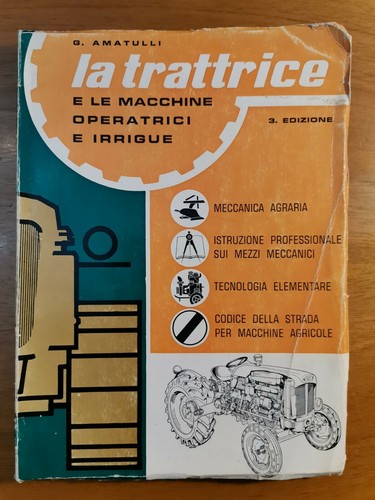 G. AMATULLI
la trattrice
E LE MACCHINE
OPERATRICI
E IRRIGUE
3. EDIZIONE
MECCANICA AGRARIA
ISTRUZIONE PROFESSIONALE
SUI MEZZI MECCANICI
TECNOLOGIA ELEMENTARE
CODICE DELLA STRADA
PER MACCHINE AGRICOLE